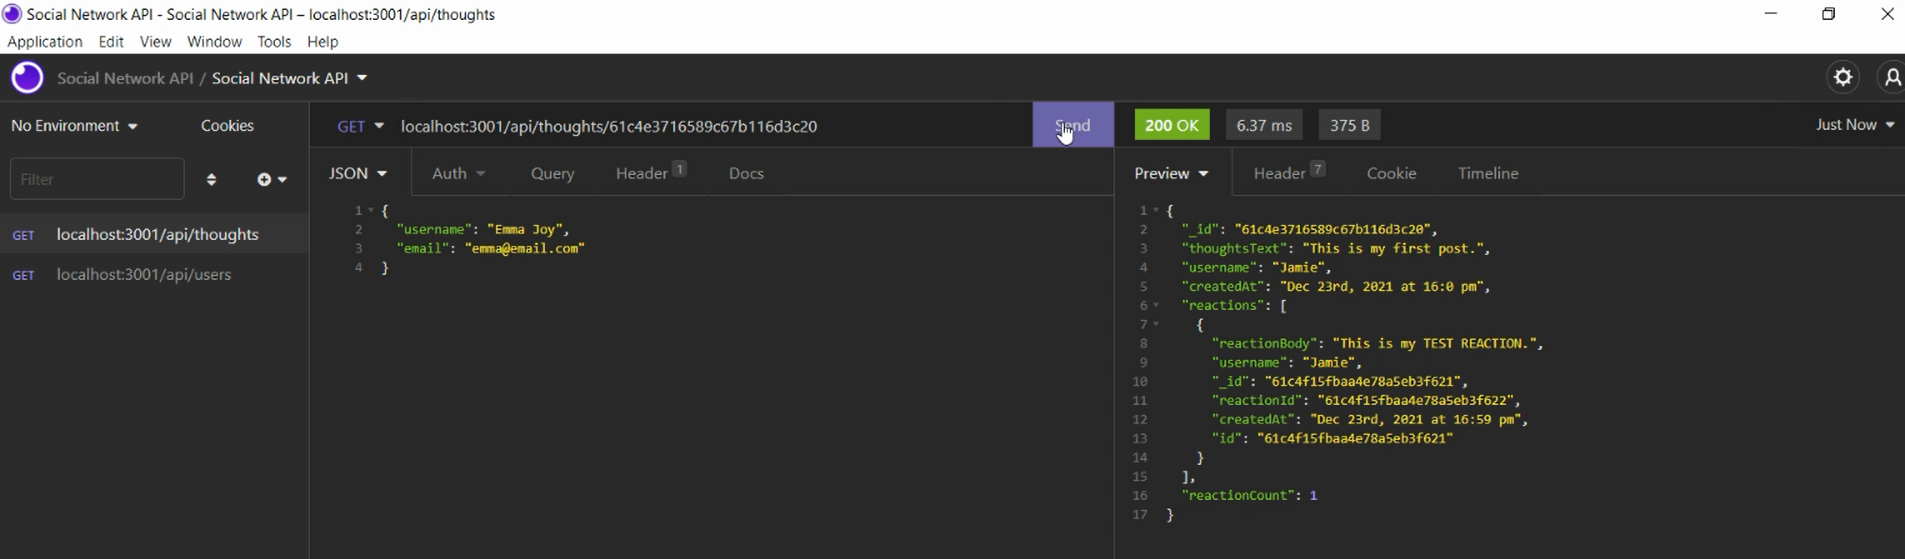 Social Network API - Social Network API – localhost:3001/api/thoughts
Application Edit View Window Tools Help
Social Network API / Social Network API
No Environment Cookies
GET localhost:3001/api/thoughts/61c4e3716589c67b116d3c20 Send
200 OK 6.37 ms 375 B Just Now
Filter
JSON Auth Query Header 1 Docs
Preview Header 7 Cookie Timeline
GET localhost:3001/api/thoughts
GET localhost:3001/api/users
1 {
2 "username": "Emma Joy",
3 "email": "emma@email.com"
4 }
1 {
2 "_id": "61c4e3716589c67b116d3c20",
3 "thoughtsText": "This is my first post.",
4 "username": "Jamie",
5 "createdAt": "Dec 23rd, 2021 at 16:0 pm",
6 "reactions": [
7 {
8 "reactionBody": "This is my TEST REACTION.",
9 "username": "Jamie",
10 "_id": "61c4f15fbaa4e78a5eb3f621",
11 "reactionId": "61c4f15fbaa4e78a5eb3f622",
12 "createdAt": "Dec 23rd, 2021 at 16:59 pm",
13 "id": "61c4f15fbaa4e78a5eb3f621"
14 }
15 ],
16 "reactionCount": 1
17 }